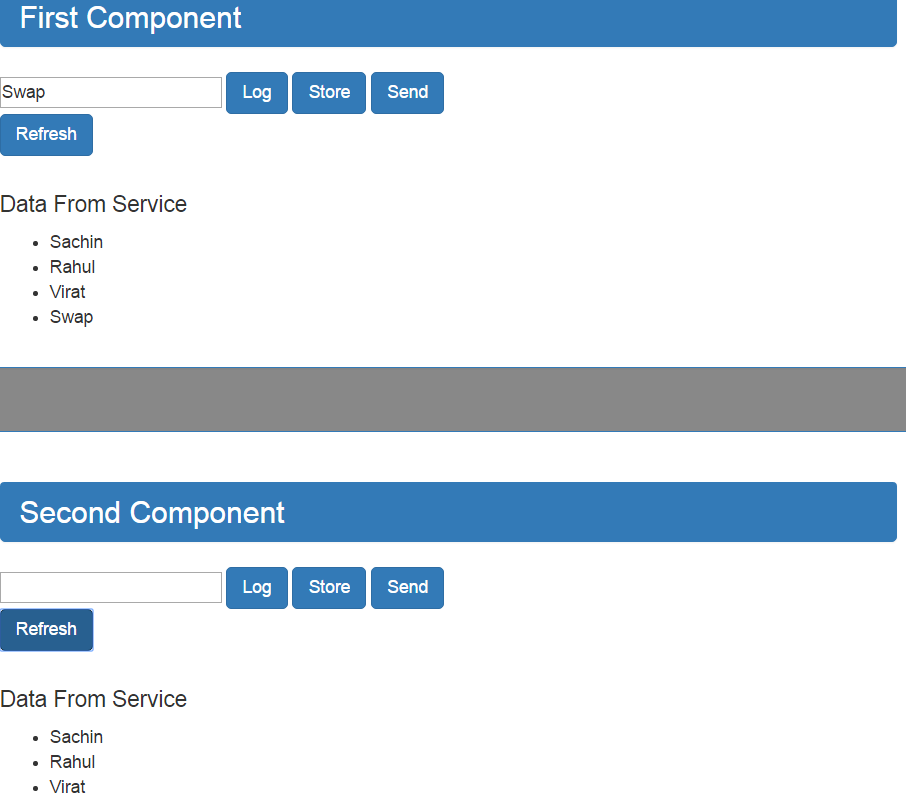 First Component
Swap Log Store Send
Refresh
Data From Service
Sachin
Rahul
Virat
Swap
Second Component
Log Store Send
Refresh
Data From Service
Sachin
Rahul
Virat